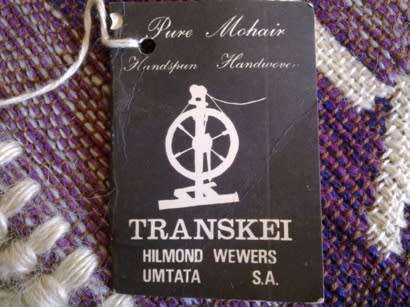 Pure Mohair
Handspun Handwoven
TRANSKEI
HILMOND WEWERS
UMTATA S.A.